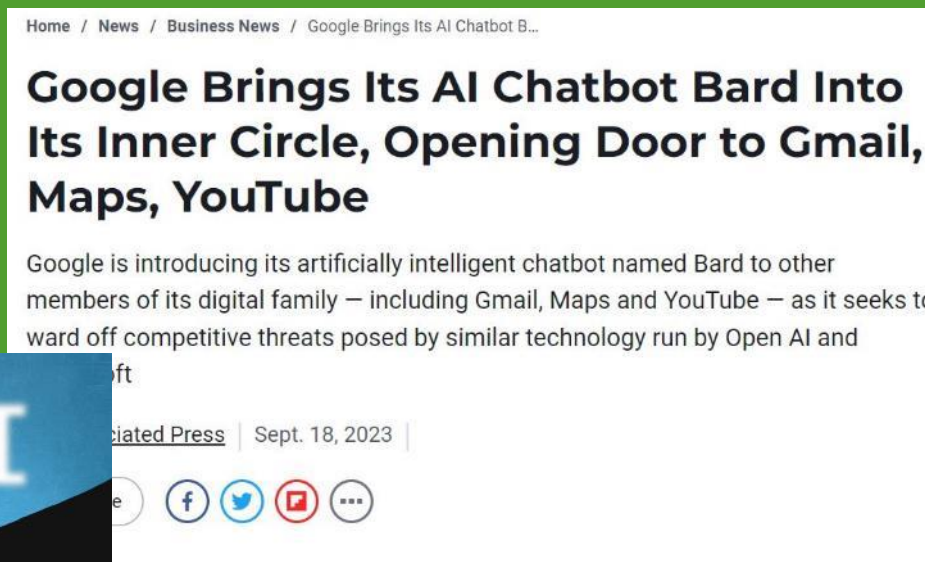 Home / News / Business News / Google Brings Its AI Chatbot B...
Google Brings Its AI Chatbot Bard Into
Its Inner Circle, Opening Door to Gmail,
Maps, YouTube
Google is introducing its artificially intelligent chatbot named Bard to other
members of its digital family — including Gmail, Maps and YouTube — as it seeks to
ward off competitive threats posed by similar technology run by Open AI and
oft
ciated Press | Sept. 18, 2023 |
e
I